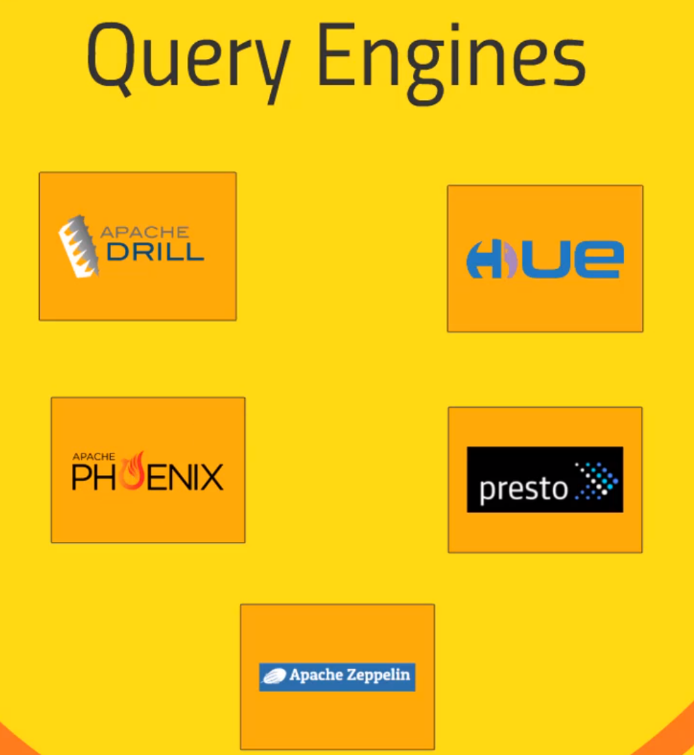 Query Engines
APACHE
DRILL
HUE
APACHE
PHOENIX
presto
Apache Zeppelin